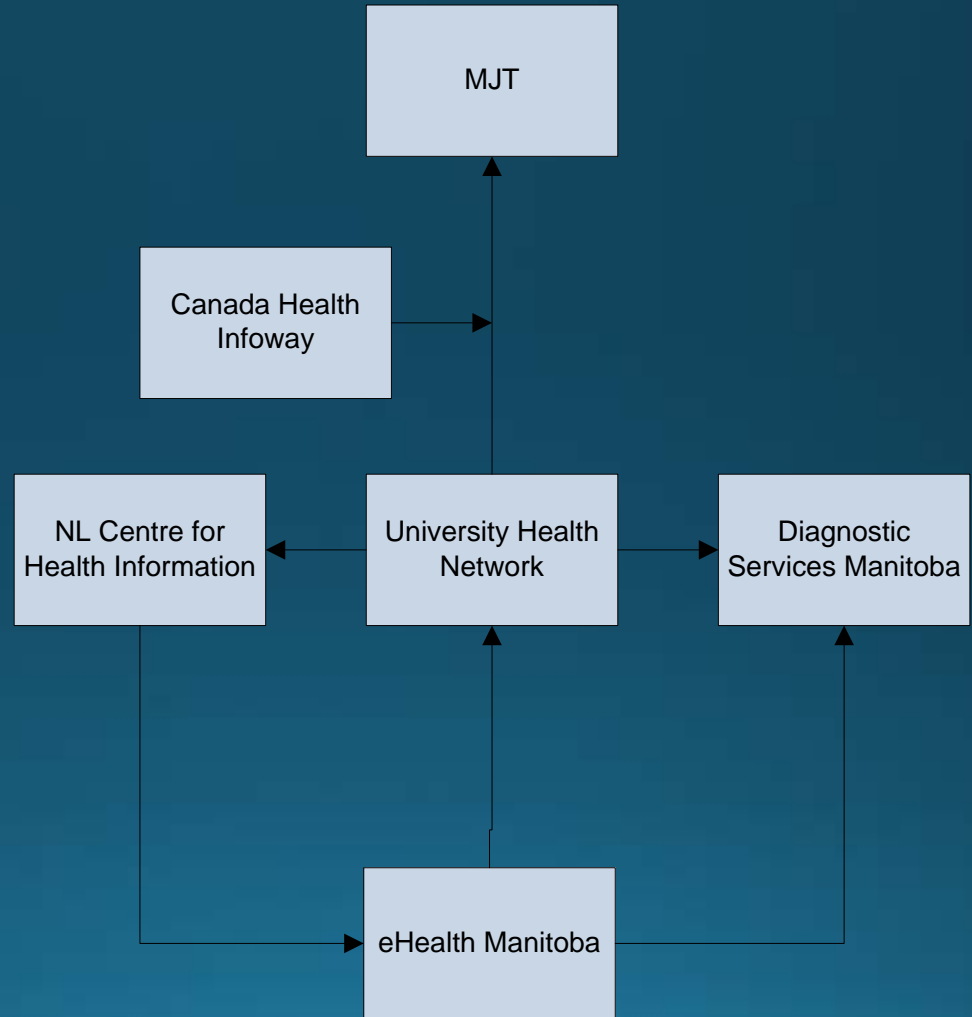 MJT
Canada Health
Infoway
NL Centre for
Health Information
University Health
Network
Diagnostic
Services Manitoba
eHealth Manitoba